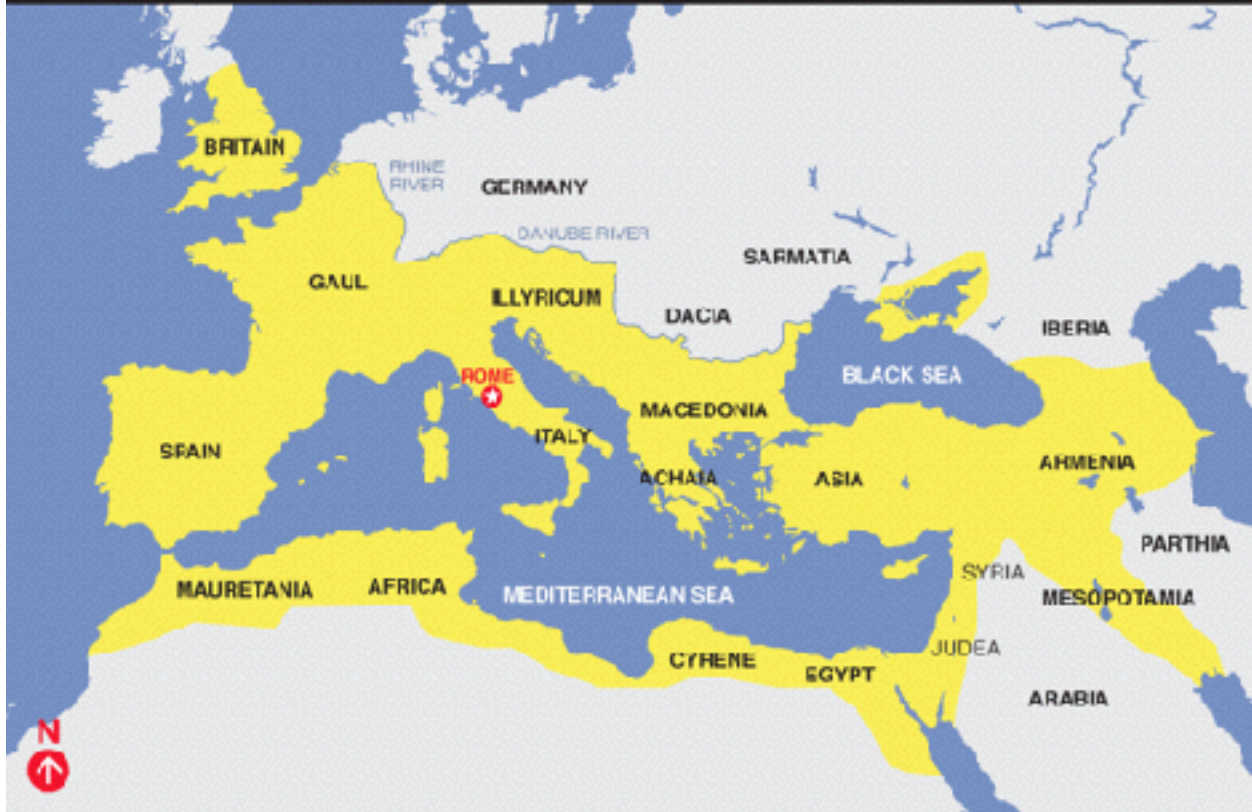 BRITAIN
RHINE
RIVER
GERMANY
DANUBE RIVER
SARMATIA
GAUL
ILLYRICUM
DACIA
IBERIA
ROME
BLACK SEA
MACEDONIA
SPAIN
ITALY
ACHAIA
ASIA
ARMENIA
PARTHIA
MAURETANIA
AFRICA
MEDITERRANEAN SEA
SYRIA
MESOPOTAMIA
JUDEA
CYRENE
EGYPT
ARABIA
N